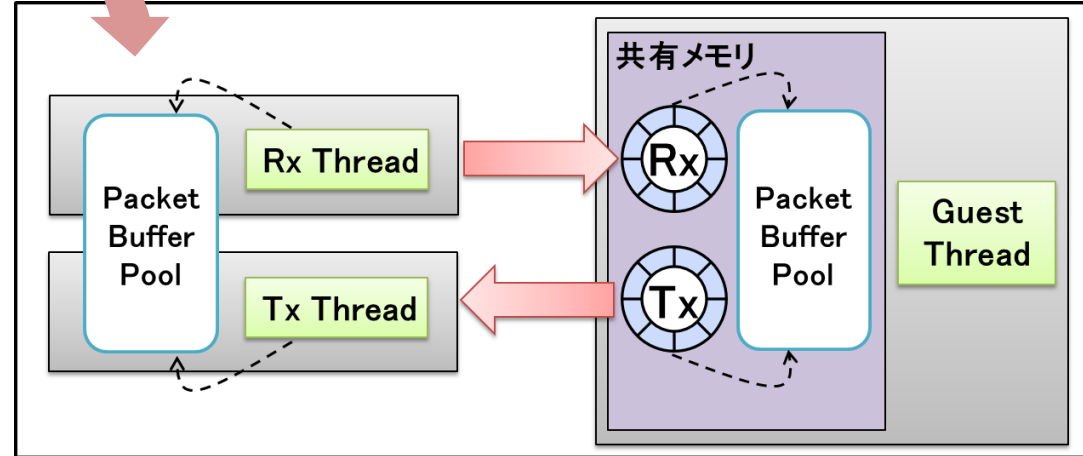 共有メモリ
Rx Thread
Rx
Packet
Buffer
Pool
Packet
Buffer
Pool
Guest
Thread
Tx Thread
Tx